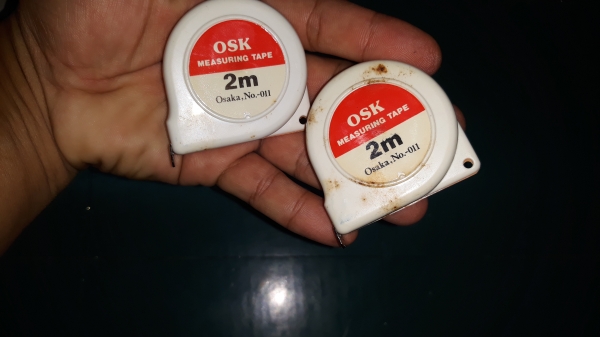 OSK
MEASURING TAPE
2m
Osaka,No.-011
OSK
MEASURING TAPE
2m
Osaka,No.-011